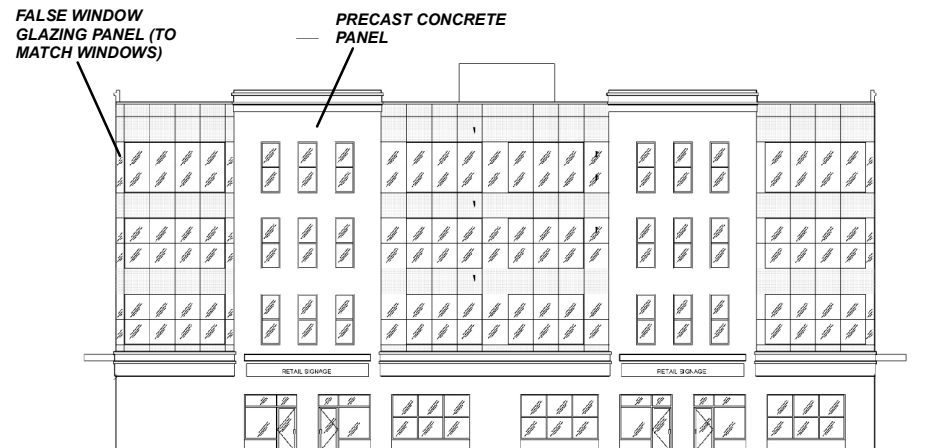 FALSE WINDOW
GLAZING PANEL (TO
MATCH WINDOWS)
PRECAST CONCRETE
PANEL
RETAIL SIGNAGE
RETAIL SIGNAGE